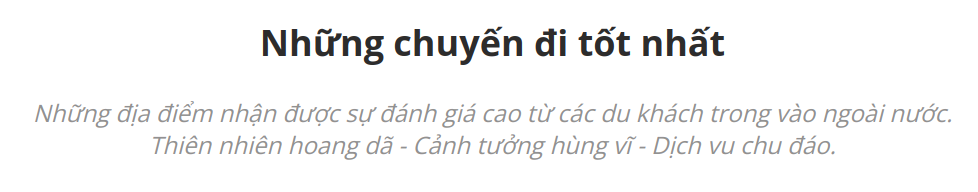 Những chuyến đi tốt nhất
Những địa điểm nhận được sự đánh giá cao từ các du khách trong vào ngoài nước.
Thiên nhiên hoang dã - Cảnh tưởng hùng vĩ - Dịch vu chu đáo.